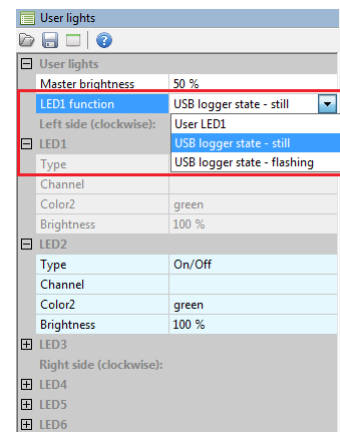 User lights
User lights
Master brightness 50 %
LED1 function USB logger state - still
Left side (clockwise): User LED1
LED1 USB logger state - still
Type USB logger state - flashing
Channel
Color2 green
Brightness 100 %
LED2
Type On/Off
Channel
Color2 green
Brightness 100 %
LED3
Right side (clockwise):
LED4
LED5
LED6